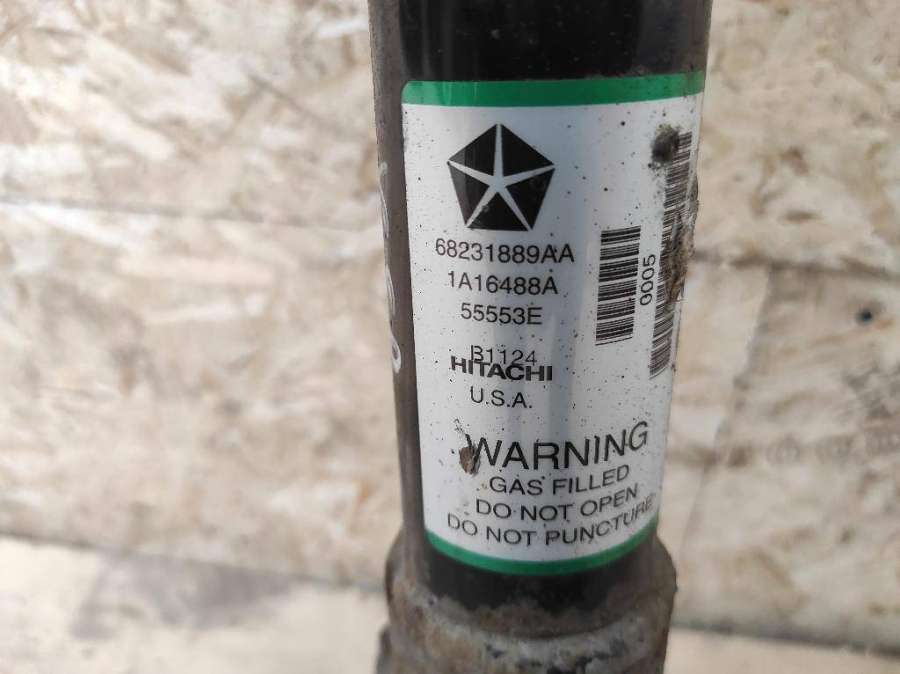 68231889AA
1A16488A
55553E
B1124
HITACHI
U.S.A.
0005
WARNING
GAS FILLED
DO NOT OPEN
DO NOT PUNCTURE